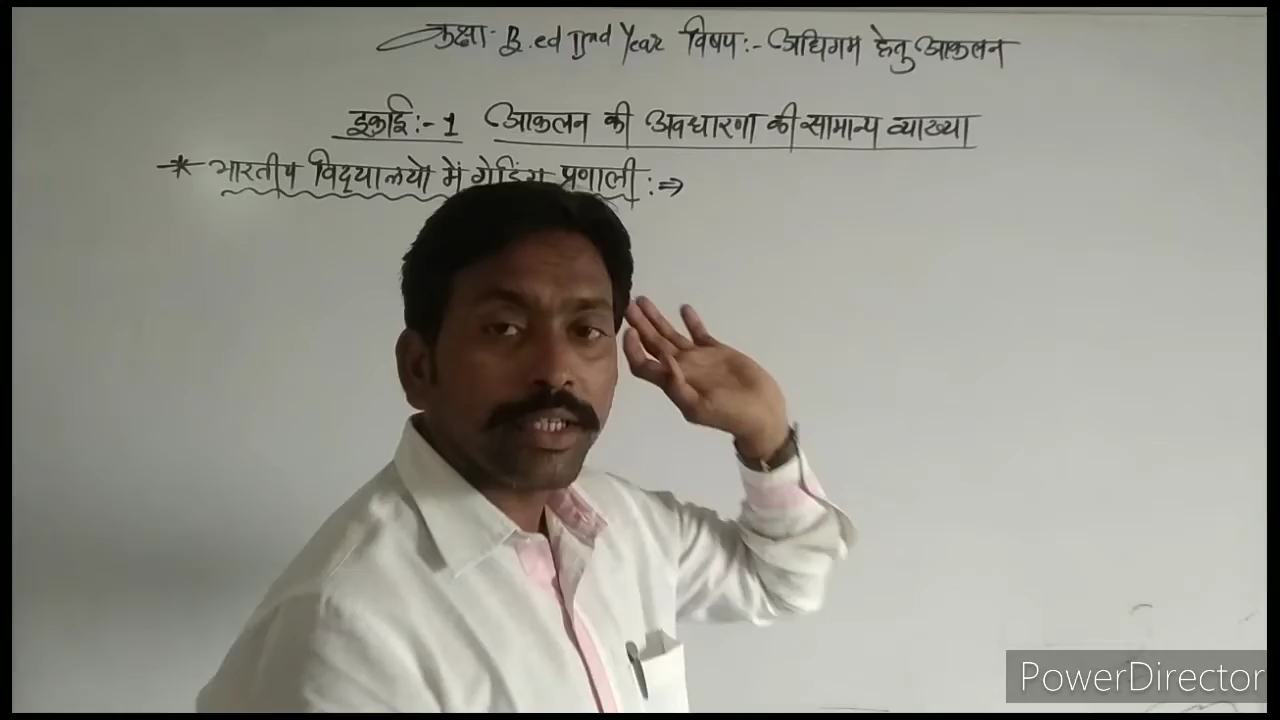 कक्षा- B.ed IInd Year विषय:- अधिगम हेतु आकलन
इकाई:- 1 आकलन की अवधारणा की सामान्य व्याख्या
* भारतीय विद्यालयों में ग्रेडिंग प्रणाली :⇒
PowerDirector